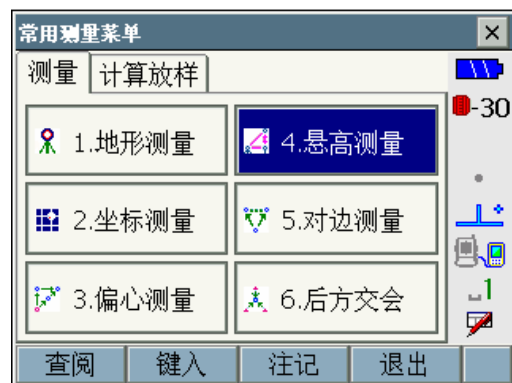 常用测量菜单
测量 计算放样
-30
1.地形测量 4.悬高测量
2.坐标测量 5.对边测量
3.偏心测量 6.后方交会
1
查阅 键入 注记 退出